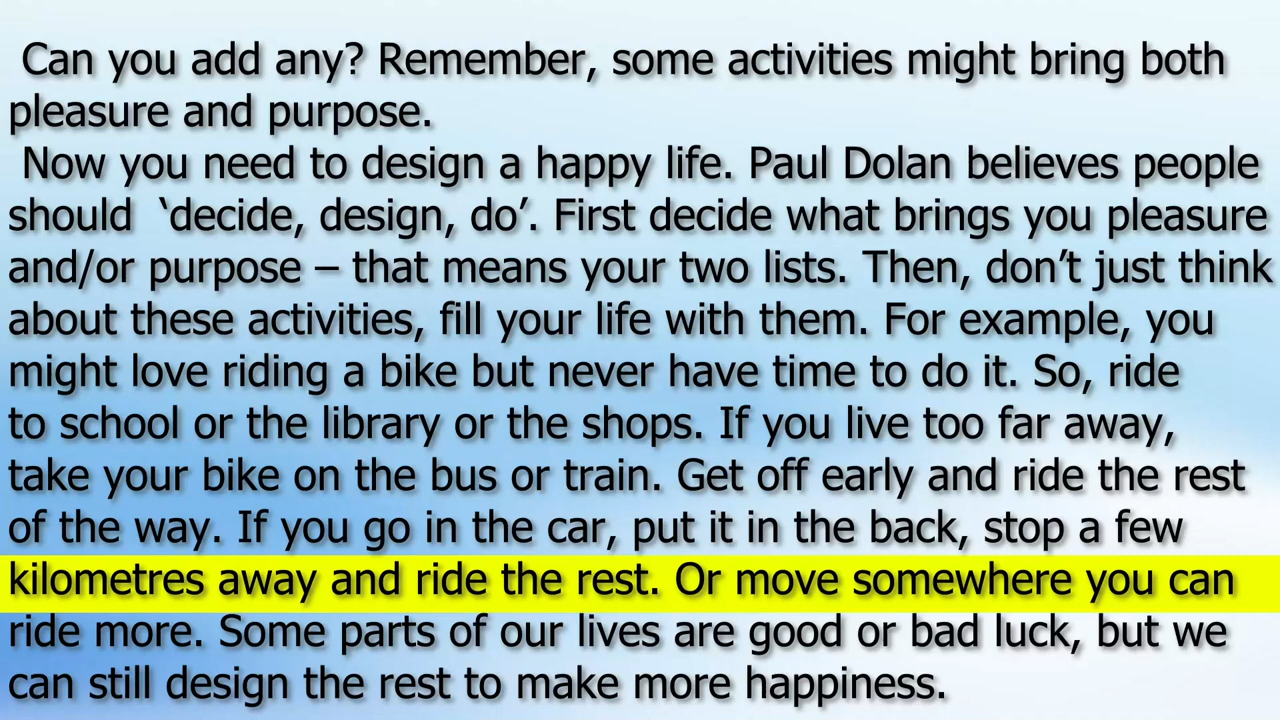 Can you add any? Remember, some activities might bring both
pleasure and purpose.
Now you need to design a happy life. Paul Dolan believes people
should ‘decide, design, do’. First decide what brings you pleasure
and/or purpose – that means your two lists. Then, don’t just think
about these activities, fill your life with them. For example, you
might love riding a bike but never have time to do it. So, ride
to school or the library or the shops. If you live too far away,
take your bike on the bus or train. Get off early and ride the rest
of the way. If you go in the car, put it in the back, stop a few
kilometres away and ride the rest. Or move somewhere you can
ride more. Some parts of our lives are good or bad luck, but we
can still design the rest to make more happiness.